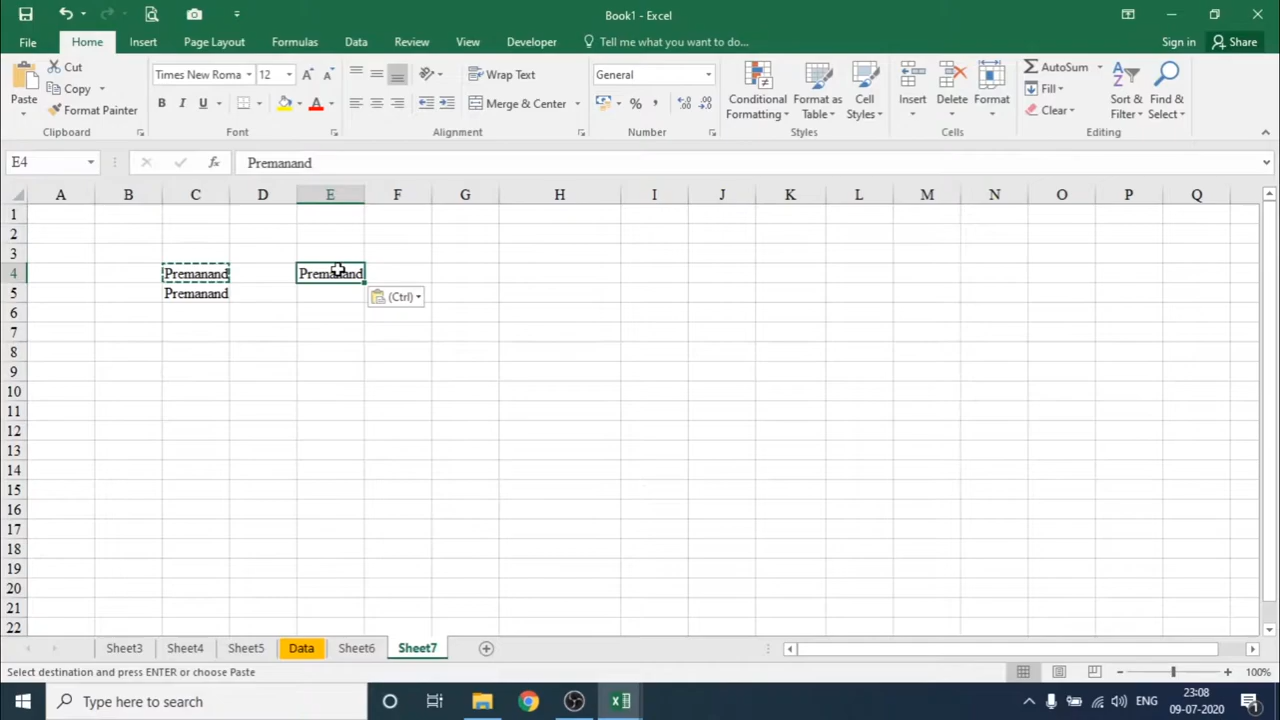 Book1 - Excel
File Home Insert Page Layout Formulas Data Review View Developer Tell me what you want to do... Sign in Share
Paste Cut Copy Format Painter
Times New Roma 12
B I U A
Wrap Text
Merge & Center
General
%
Conditional Formatting Format as Table Cell Styles
Insert Delete Format
AutoSum
Fill
Clear
Sort & Filter Find & Select
Clipboard Font Alignment Number Styles Cells Editing
E4 fx Premanand
A B C D E F G H I J K L M N O P Q
1
2
3
4 Premanand Premanand
5 Premanand (Ctrl)
6
7
8
9
10
11
12
13
14
15
16
17
18
19
20
21
22
Sheet3 Sheet4 Sheet5 Data Sheet6 Sheet7
Select destination and press ENTER or choose Paste 100%
Type here to search ENG 23:08
09-07-2020 1